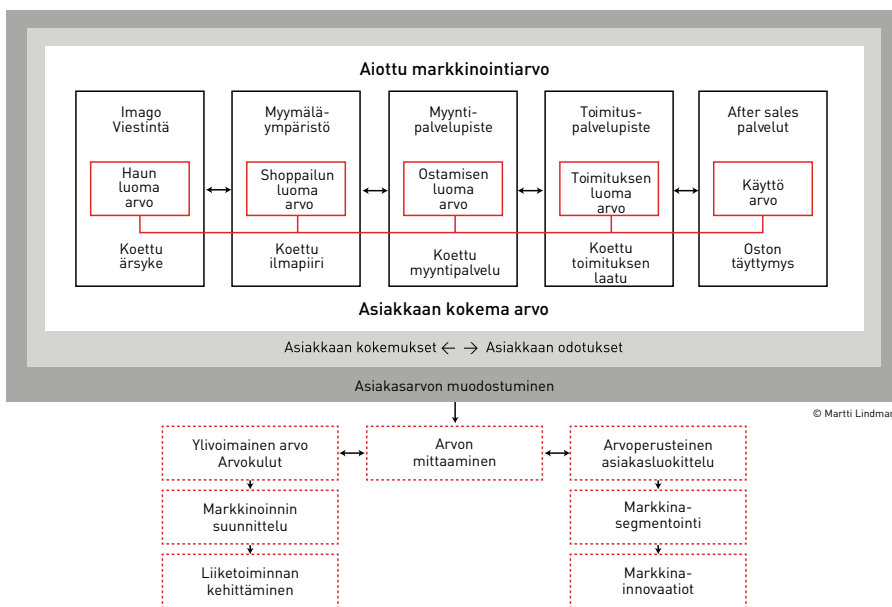 Aiottu markkinointiarvo
Imago
Viestintä
Haun
luoma
arvo
Koettu
ärsyke
Myymälä-
ympäristö
Shoppailun
luoma
arvo
Koettu
ilmapiiri
Myynti-
palvelupiste
Ostamisen
luoma
arvo
Koettu
myyntipalvelu
Toimitus-
palvelupiste
Toimituksen
luoma
arvo
Koettu
toimituksen
laatu
After sales
palvelut
Käyttö
arvo
Oston
täyttymys
Asiakkaan kokema arvo
Asiakkaan kokemukset ← → Asiakkaan odotukset
Asiakasarvon muodostuminen
© Martti Lindman
Ylivoimainen arvo
Arvokulut
Arvon
mittaaminen
Arvoperusteinen
asiakasluokittelu
Markkinoinnin
suunnittelu
Markkina-
segmentointi
Liiketoiminnan
kehittäminen
Markkina-
innovaatiot